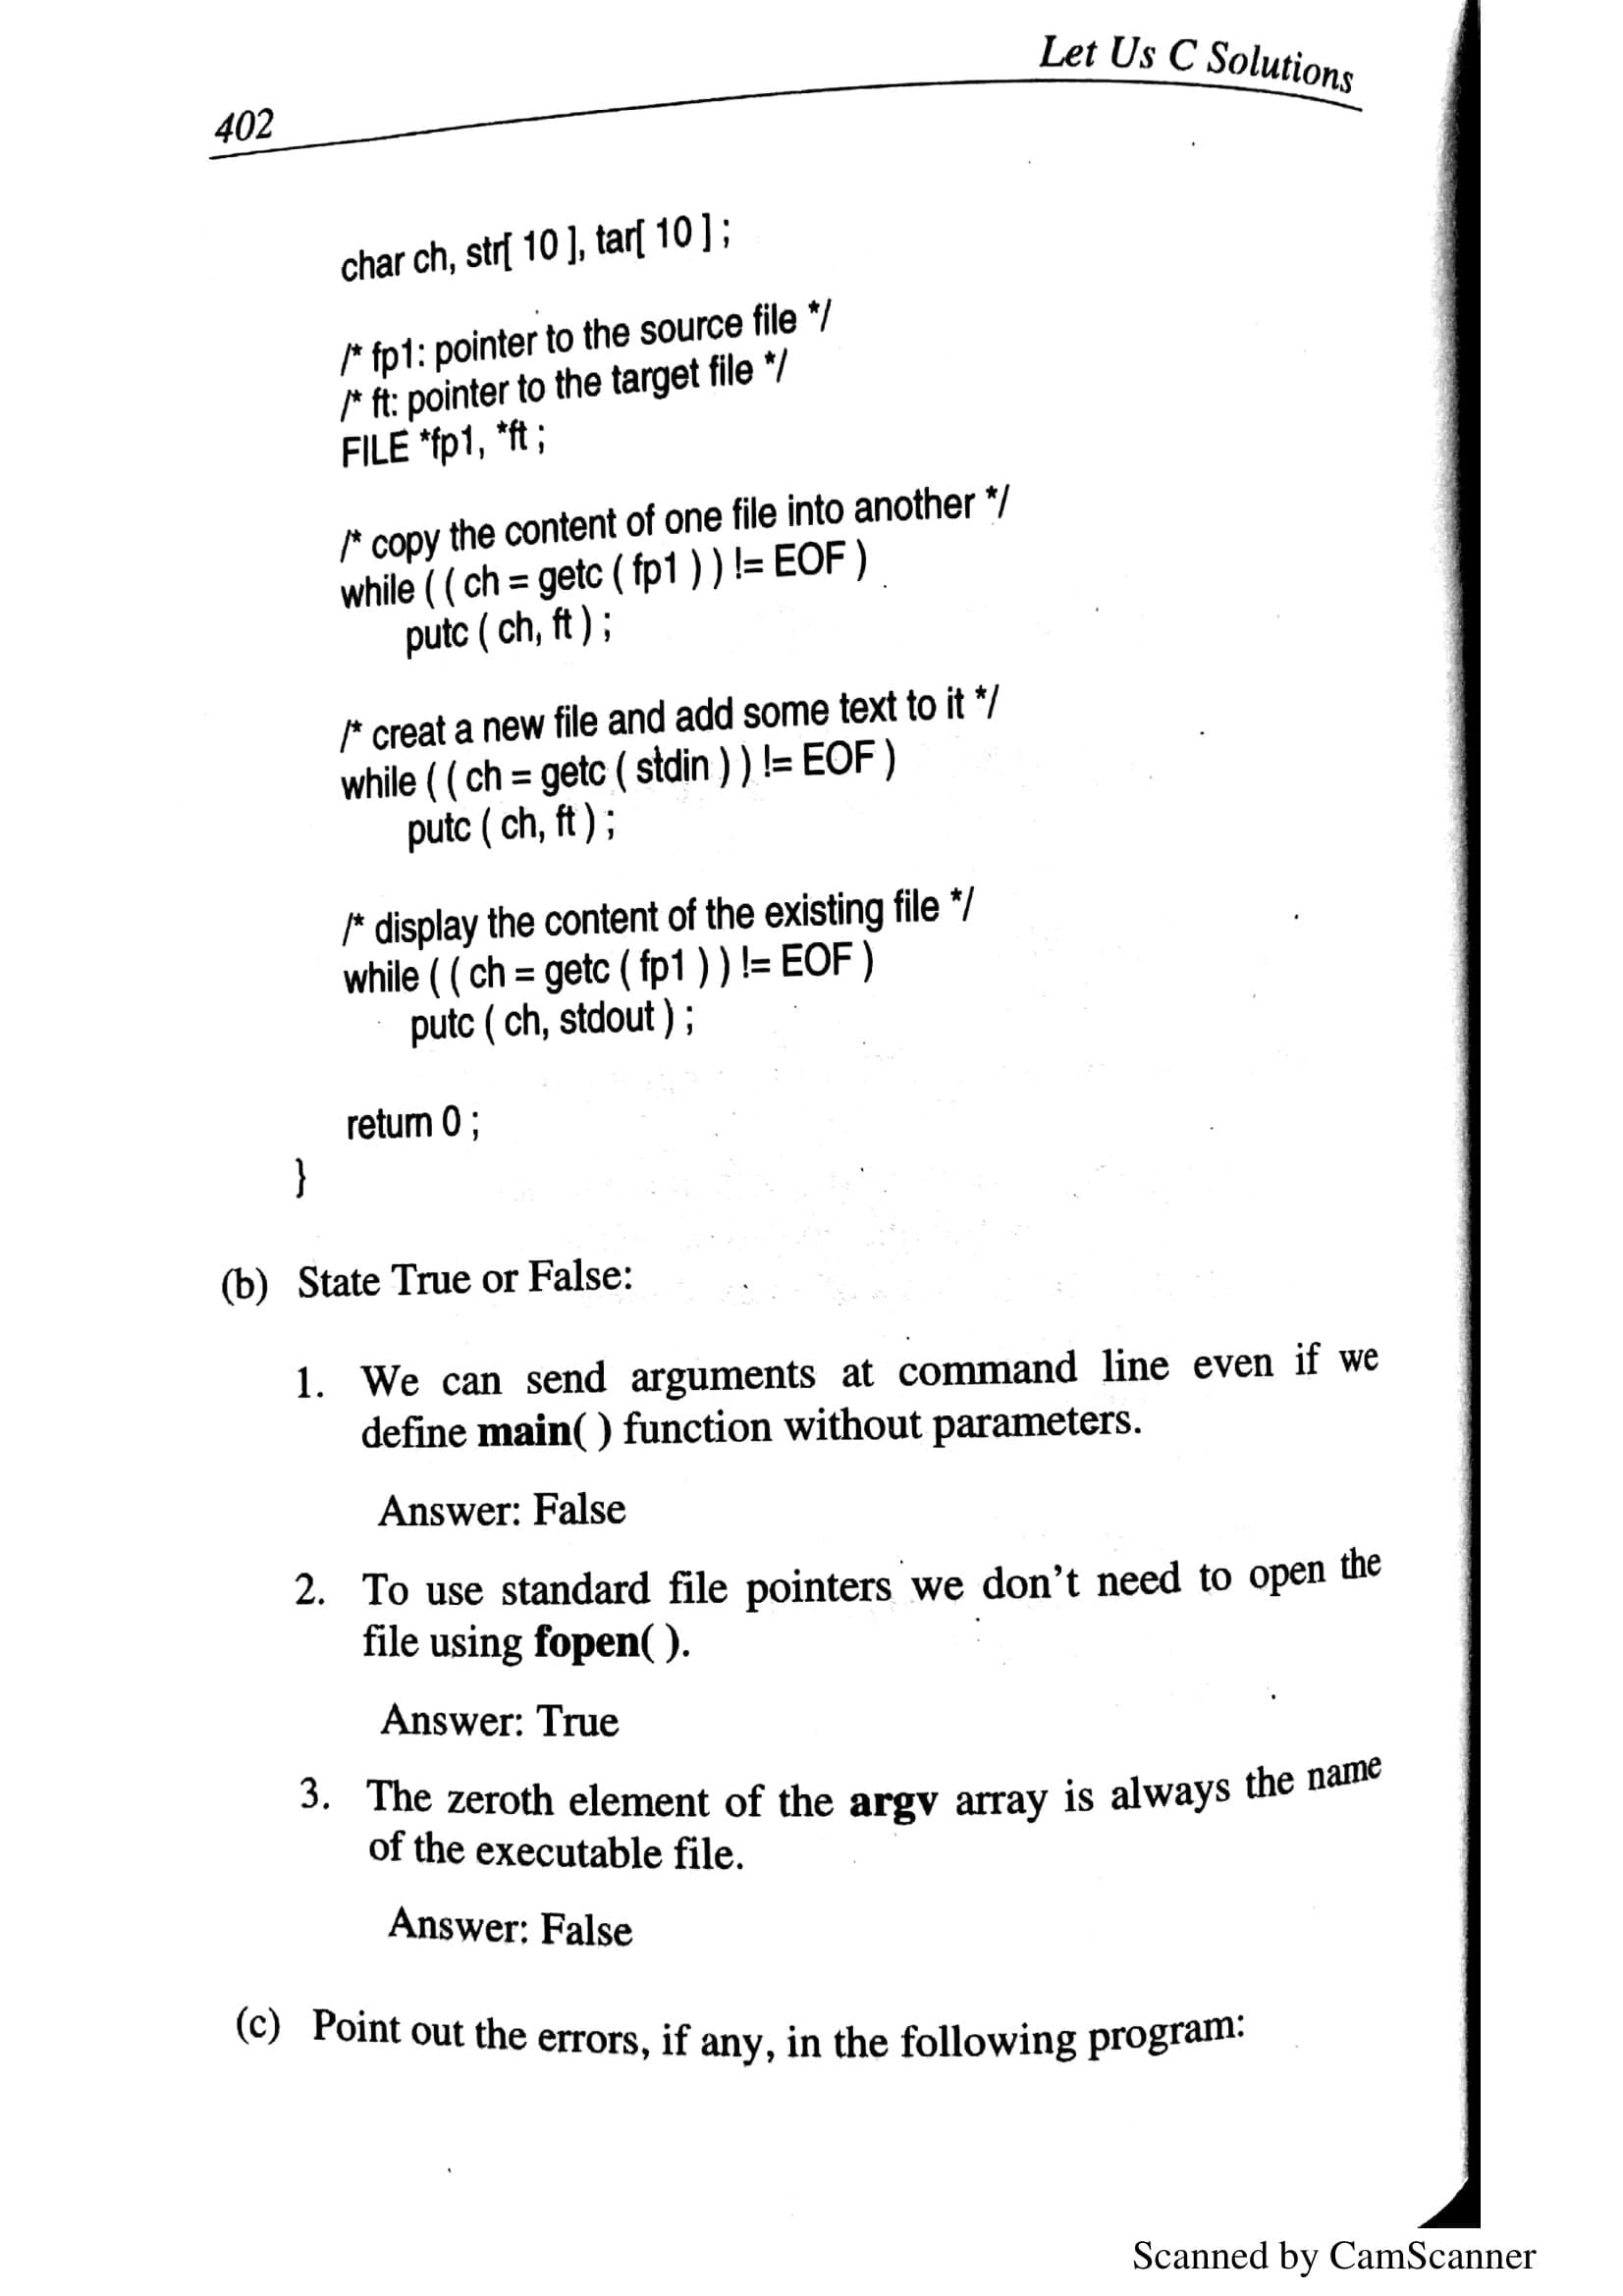 Let Us C Solutions
402
char ch, str[ 10 ], tar[ 10 ] ;
/* fp1: pointer to the source file */
/* ft: pointer to the target file */
FILE *fp1, *ft ;
/* copy the content of one file into another */
while ( ( ch = getc ( fp1 ) ) != EOF )
putc ( ch, ft ) ;
/* creat a new file and add some text to it */
while ( ( ch = getc ( stdin ) ) != EOF )
putc ( ch, ft ) ;
/* display the content of the existing file */
while ( ( ch = getc ( fp1 ) ) != EOF )
putc ( ch, stdout ) ;
return 0 ;
}
(b) State True or False:
1. We can send arguments at command line even if we
define main( ) function without parameters.
Answer: False
2. To use standard file pointers we don't need to open the
file using fopen( ).
Answer: True
3. The zeroth element of the argv array is always the name
of the executable file.
Answer: False
(c) Point out the errors, if any, in the following program:
Scanned by CamScanner